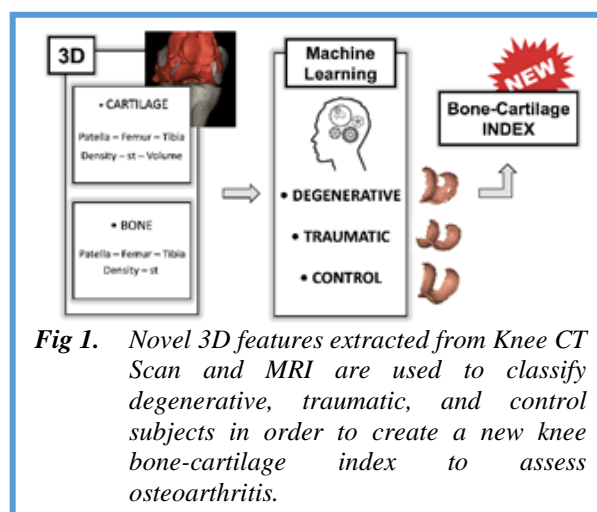 3D
• CARTILAGE
Patella – Femur – Tibia
Density – st – Volume
• BONE
Patella – Femur – Tibia
Density – st
Machine
Learning
• DEGENERATIVE
• TRAUMATIC
• CONTROL
NEW
Bone-Cartilage
INDEX
Fig 1. Novel 3D features extracted from Knee CT
Scan and MRI are used to classify
degenerative, traumatic, and control
subjects in order to create a new knee
bone-cartilage index to assess
osteoarthritis.